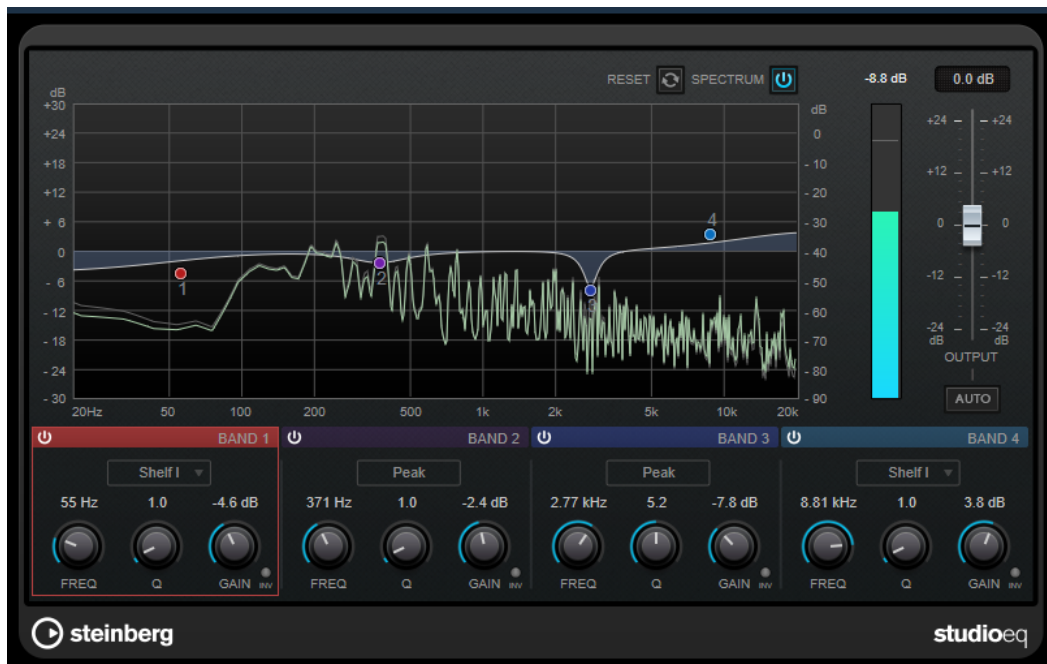 RESET SPECTRUM -8.8 dB 0.0 dB
dB
+30
+24
+18
+12
+ 6
0
- 6
- 12
- 18
- 24
- 30
dB
0
- 10
- 20
- 30
- 40
- 50
- 60
- 70
- 80
- 90
1
2
3
4
20Hz 50 100 200 500 1k 2k 5k 10k 20k
+24 +24
+12 +12
0 0
-12 -12
-24 -24
dB dB
OUTPUT
AUTO
BAND 1 BAND 2 BAND 3 BAND 4
Shelf I Peak Peak Shelf I
55 Hz 1.0 -4.6 dB 371 Hz 1.0 -2.4 dB 2.77 kHz 5.2 -7.8 dB 8.81 kHz 1.0 3.8 dB
FREQ Q GAIN INV FREQ Q GAIN INV FREQ Q GAIN INV FREQ Q GAIN INV
steinberg studioeq